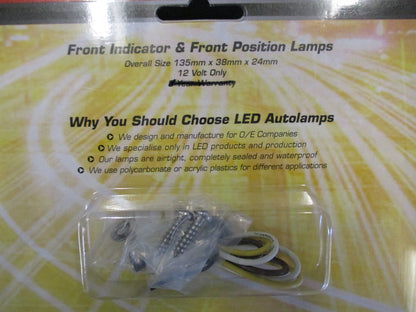 Front Indicator & Front Position Lamps
Overall Size 135mm x 38mm x 24mm
12 Volt Only
Year Warranty
Why You Should Choose LED Autolamps
We design and manufacture for O/E Companies
We specialise only in LED products and production
Our lamps are airtight, completely sealed and waterproof
We use polycarbonate or acrylic plastics for different applications